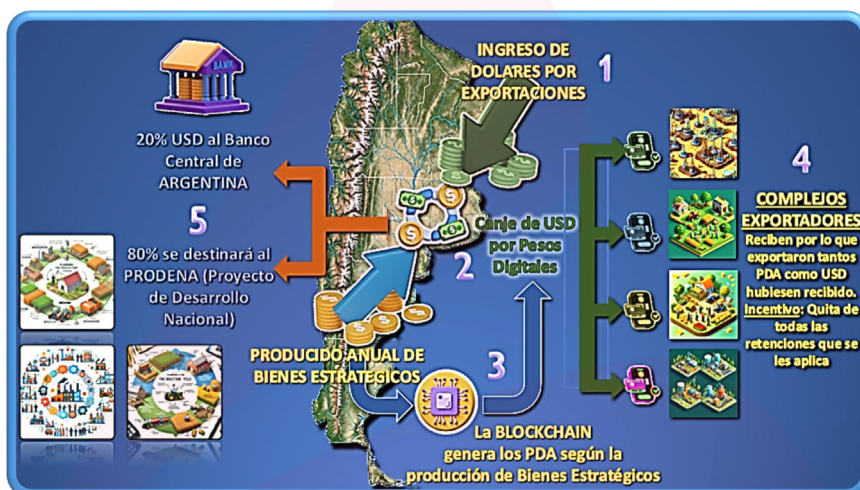 INGRESO DE
DOLARES POR
EXPORTACIONES
1
BANK
20% USD al Banco
Central de
ARGENTINA
5
80% se destinará al
PRODENA (Proyecto
de Desarrollo
Nacional)
Canje de USD
por Pesos
Digitales
2
PRODUCIDO ANUAL DE
BIENES ESTRATÉGICOS
3
La BLOCKCHAIN
genera los PDA según la
producción de Bienes Estratégicos
4
COMPLEJOS
EXPORTADORES
Reciben por lo que
exportaron tantos
PDA como USD
hubiesen recibido.
Incentivo: Quita de
todas las
retenciones que se
les aplica